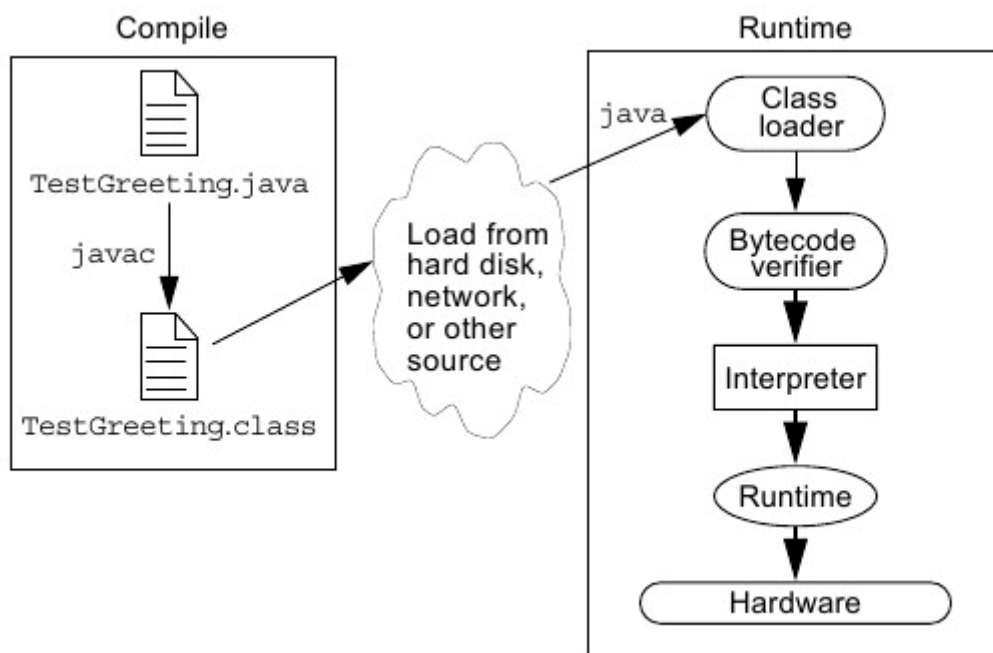 Compile
TestGreeting.java
javac
TestGreeting.class
Load from
hard disk,
network,
or other
source
Runtime
java
Class
loader
Bytecode
verifier
Interpreter
Runtime
Hardware